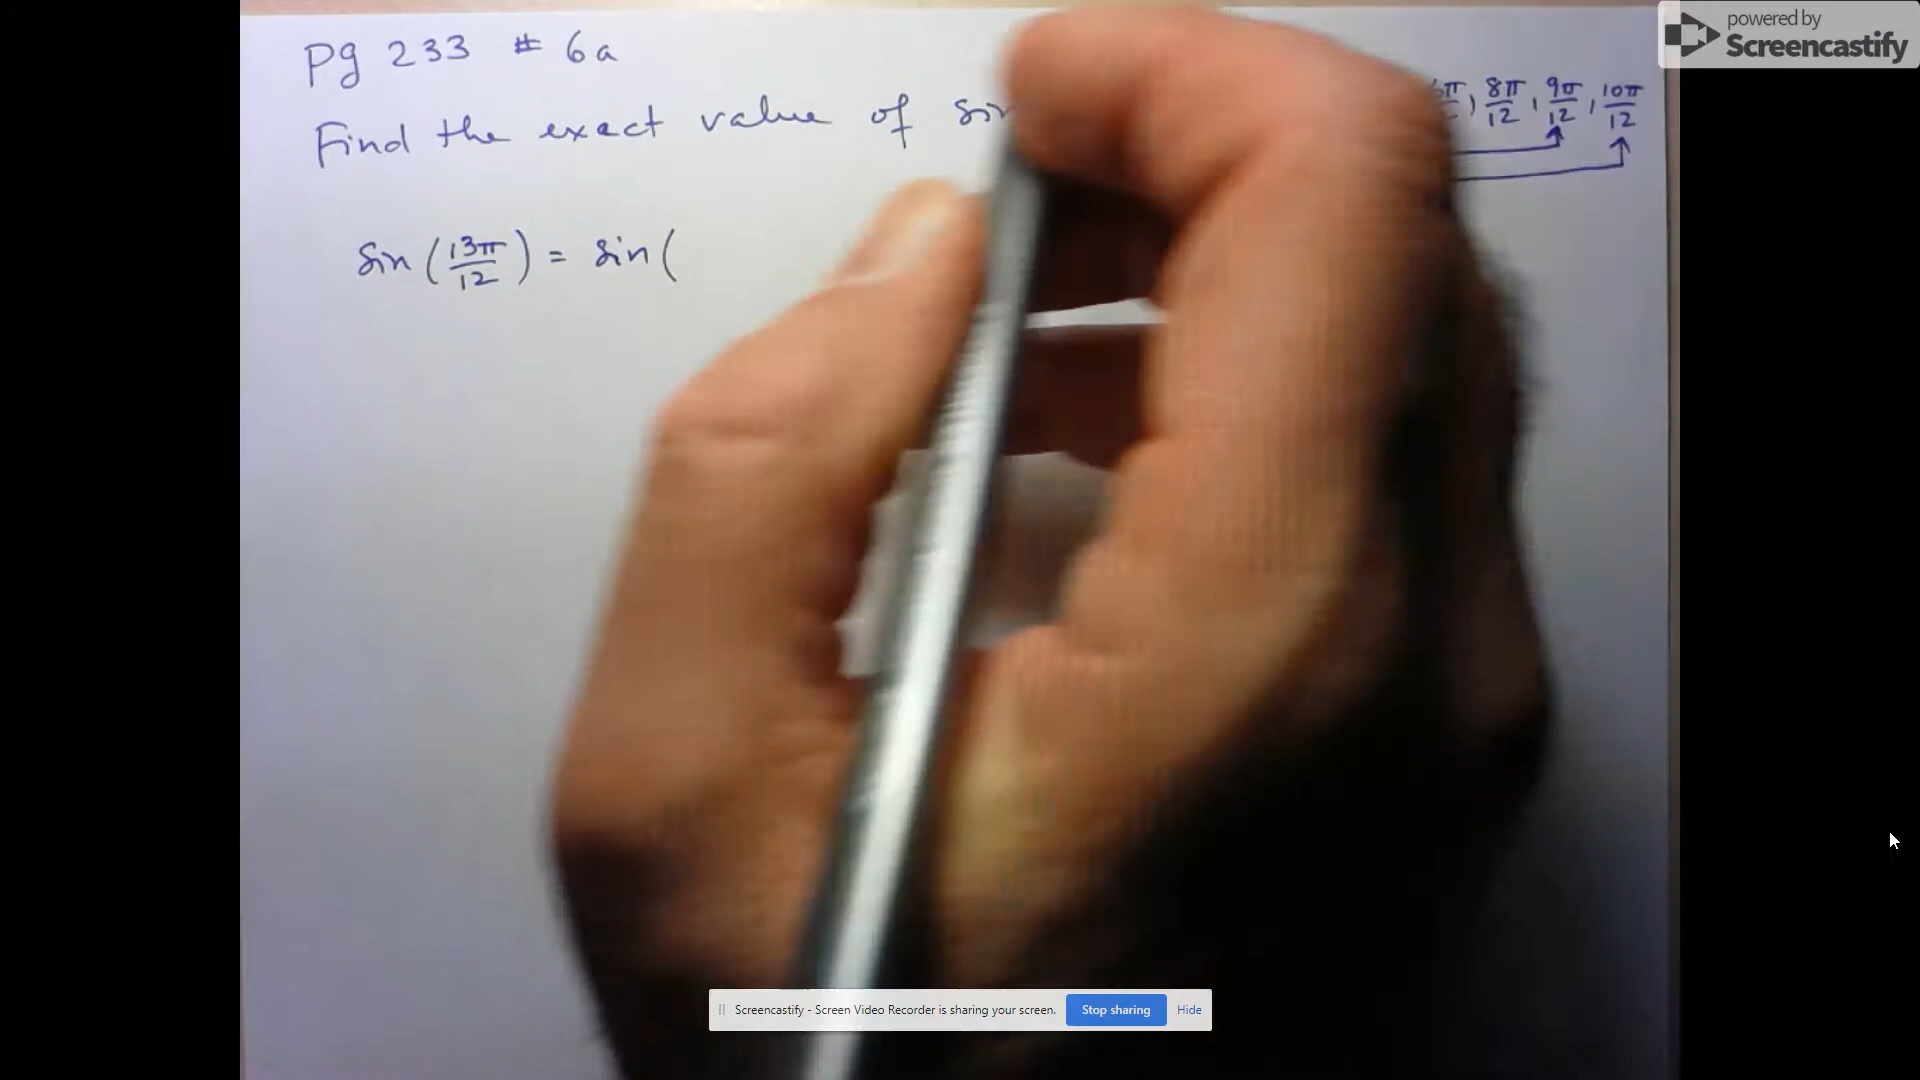 powered by
Screencastify
pg 233 # 6a
Find the exact value of sin
8π/12, 9π/12, 10π/12
sin (13π/12) = sin (
Screencastify - Screen Video Recorder is sharing your screen. Stop sharing Hide